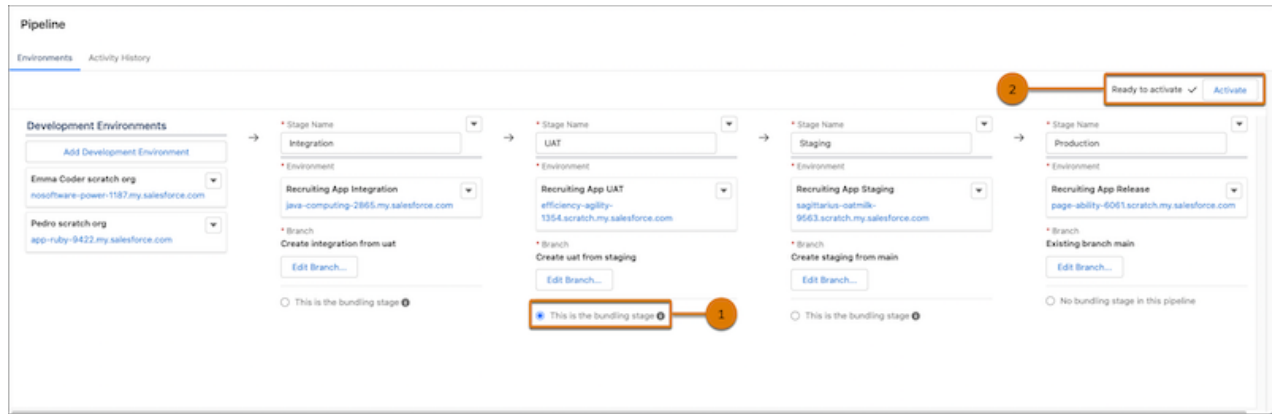 Pipeline
Environments Activity History
2 Ready to activate Activate
Development Environments
Add Development Environment
Emma Coder scratch org
nosoftware-power-1187.my.salesforce.com
Pedro scratch org
app-ruby-9422.my.salesforce.com
* Stage Name
Integration
* Environment
Recruiting App Integration
java-computing-2865.my.salesforce.com
* Branch
Create integration from uat
Edit Branch...
This is the bundling stage
* Stage Name
UAT
* Environment
Recruiting App UAT
efficiency-agility-
1354.scratch.my.salesforce.com
* Branch
Create uat from staging
Edit Branch...
This is the bundling stage 1
* Stage Name
Staging
* Environment
Recruiting App Staging
sagittarius-oatmilk-
9563.scratch.my.salesforce.com
* Branch
Create staging from main
Edit Branch...
This is the bundling stage
* Stage Name
Production
* Environment
Recruiting App Release
page-ability-6061.scratch.my.salesforce.com
* Branch
Existing branch main
Edit Branch...
No bundling stage in this pipeline